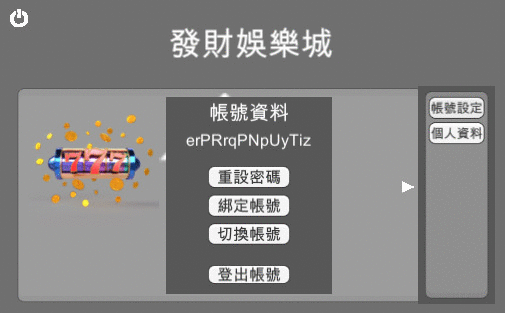 發財娛樂城
帳號資料
erPRrqPNpUyTiz
重設密碼
綁定帳號
切換帳號
登出帳號
帳號設定
個人資料
777